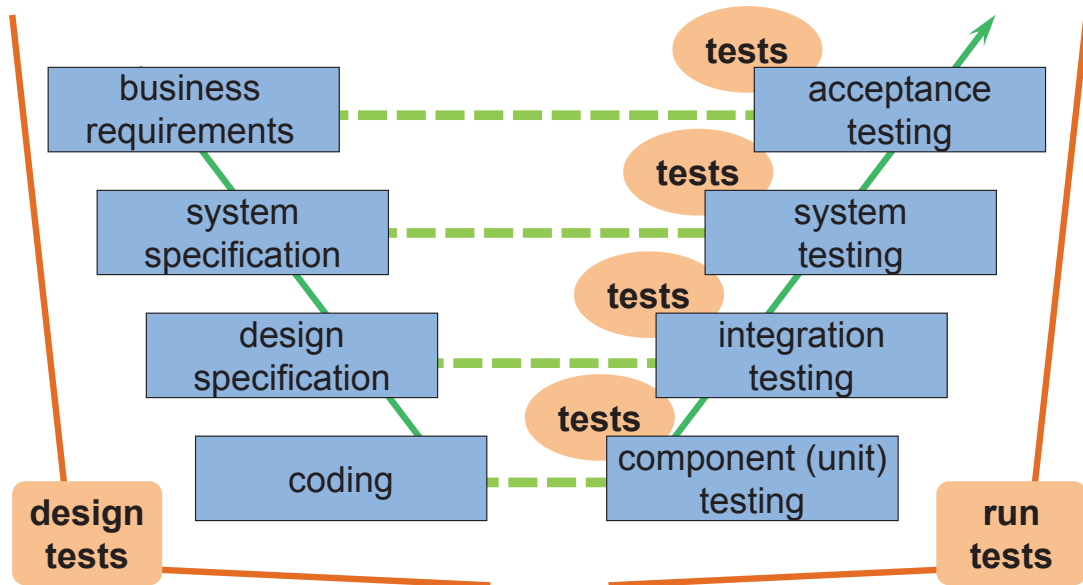 tests
business
requirements
acceptance
testing
tests
system
specification
system
testing
tests
design
specification
integration
testing
tests
coding
component (unit)
testing
design
tests
run
tests